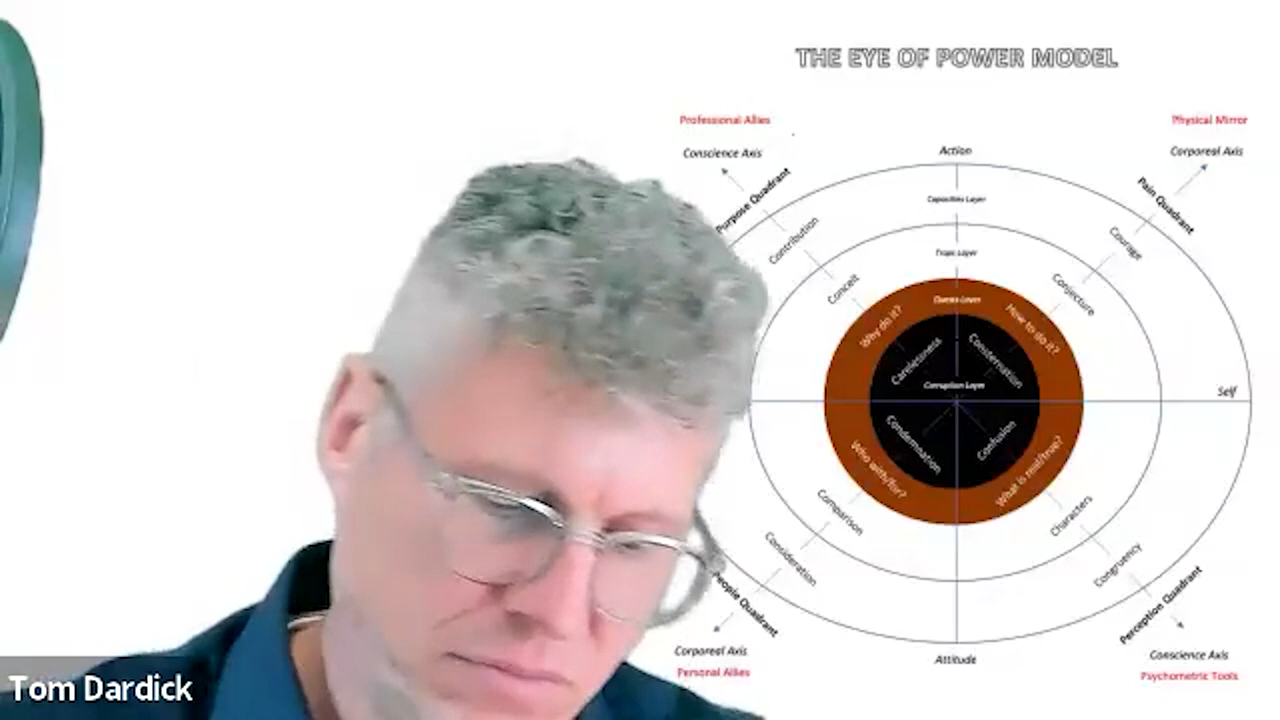 THE EYE OF POWER MODEL
Professional Allies
Physical Mirror
Conscience Axis
Action
Corporeal Axis
Purpose Quadrant
Pain Quadrant
Capacities Layer
Contribution
Courage
Traps Layer
Conceit
Conjecture
Quests Layer
Why do it?
How to do it?
Carelessness
Consternation
Corruption Layer
Self
Condemnation
Confusion
Who with/for?
What is real/true?
Comparison
Characters
Consideration
Congruency
People Quadrant
Perception Quadrant
Corporeal Axis
Attitude
Conscience Axis
Personal Allies
Psychometric Tools
Tom Dardick